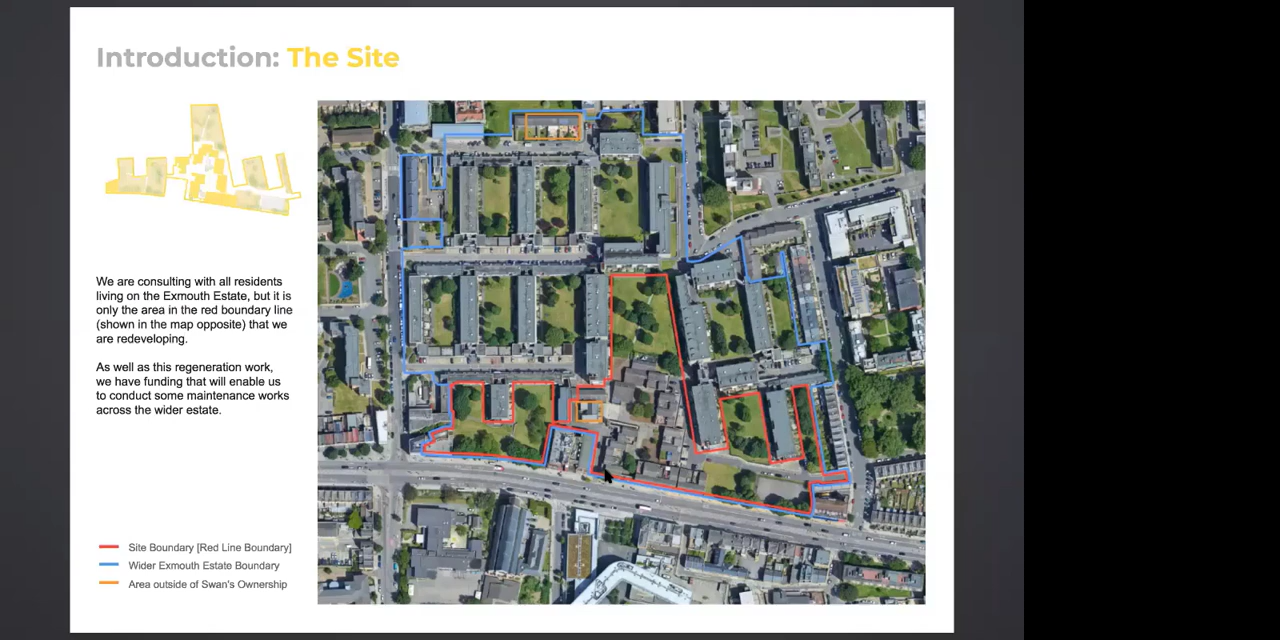 Introduction: The Site
We are consulting with all residents
living on the Exmouth Estate, but it is
only the area in the red boundary line
(shown in the map opposite) that we
are redeveloping.
As well as this regeneration work,
we have funding that will enable us
to conduct some maintenance works
across the wider estate.
Site Boundary [Red Line Boundary]
Wider Exmouth Estate Boundary
Area outside of Swan's Ownership